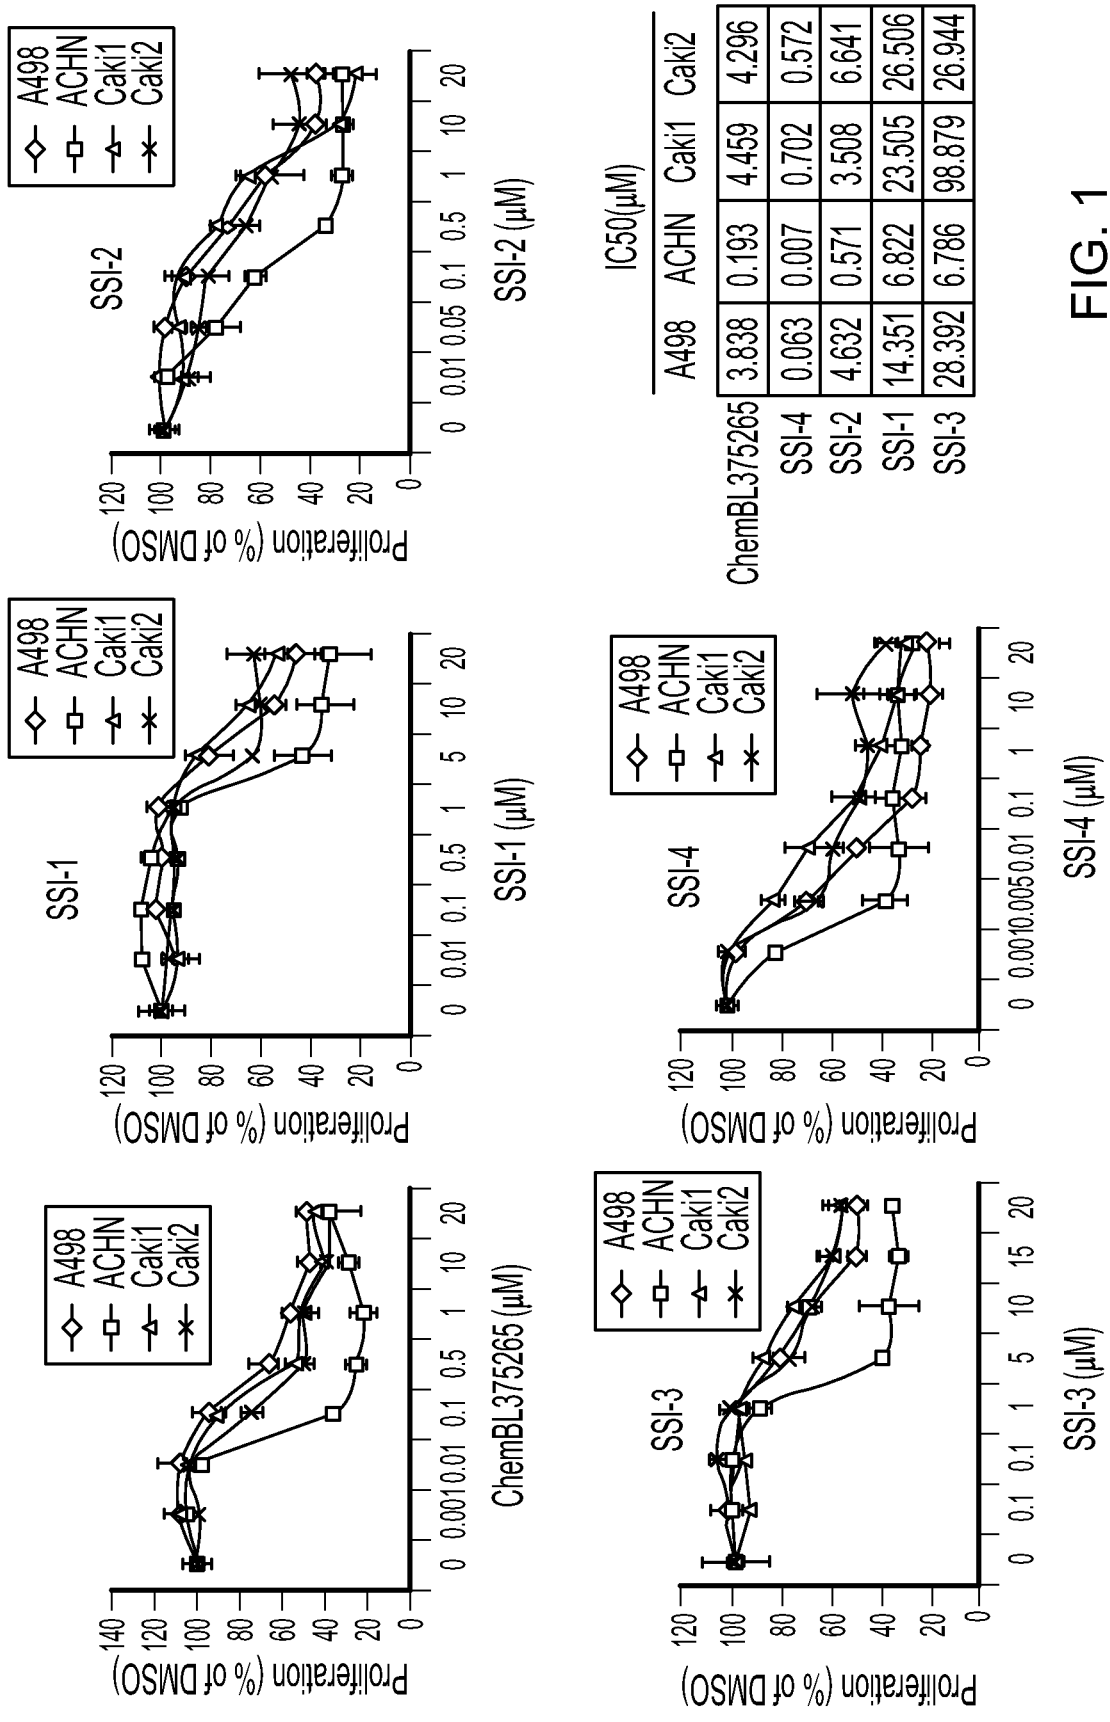 Proliferation (% of DMSO)
140
120
100
80
60
40
20
0
0 0.001 0.01 0.1 0.5 1 10 20
ChemBL375265 (µM)
A498
ACHN
Caki1
Caki2
SSI-1
Proliferation (% of DMSO)
120
100
80
60
40
20
0
0 0.01 0.1 0.5 1 5 10 20
SSI-1 (µM)
A498
ACHN
Caki1
Caki2
SSI-2
Proliferation (% of DMSO)
120
100
80
60
40
20
0
0 0.01 0.05 0.1 0.5 1 10 20
SSI-2 (µM)
A498
ACHN
Caki1
Caki2
SSI-3
Proliferation (% of DMSO)
120
100
80
60
40
20
0
0 0.1 0.1 1 5 10 15 20
SSI-3 (µM)
A498
ACHN
Caki1
Caki2
SSI-4
Proliferation (% of DMSO)
120
100
80
60
40
20
0
0 0.001 0.005 0.01 0.1 1 10 20
SSI-4 (µM)
A498
ACHN
Caki1
Caki2
IC50(µM)
A498 ACHN Caki1 Caki2
ChemBL375265 3.838 0.193 4.459 4.296
SSI-4 0.063 0.007 0.702 0.572
SSI-2 4.632 0.571 3.508 6.641
SSI-1 14.351 6.822 23.505 26.506
SSI-3 28.392 6.786 98.879 26.944
FIG. 1